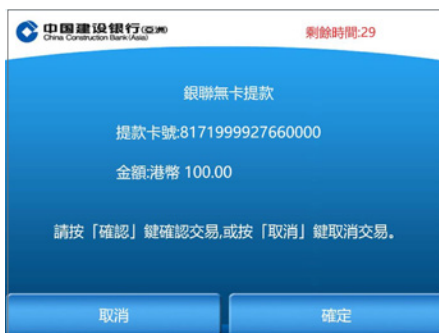 中国建设银行(亞洲)
China Construction Bank (Asia)
剩餘時間:29
銀聯無卡提款
提款卡號:8171999927660000
金額:港幣 100.00
請按「確認」鍵確認交易,或按「取消」鍵取消交易。
取消
確定